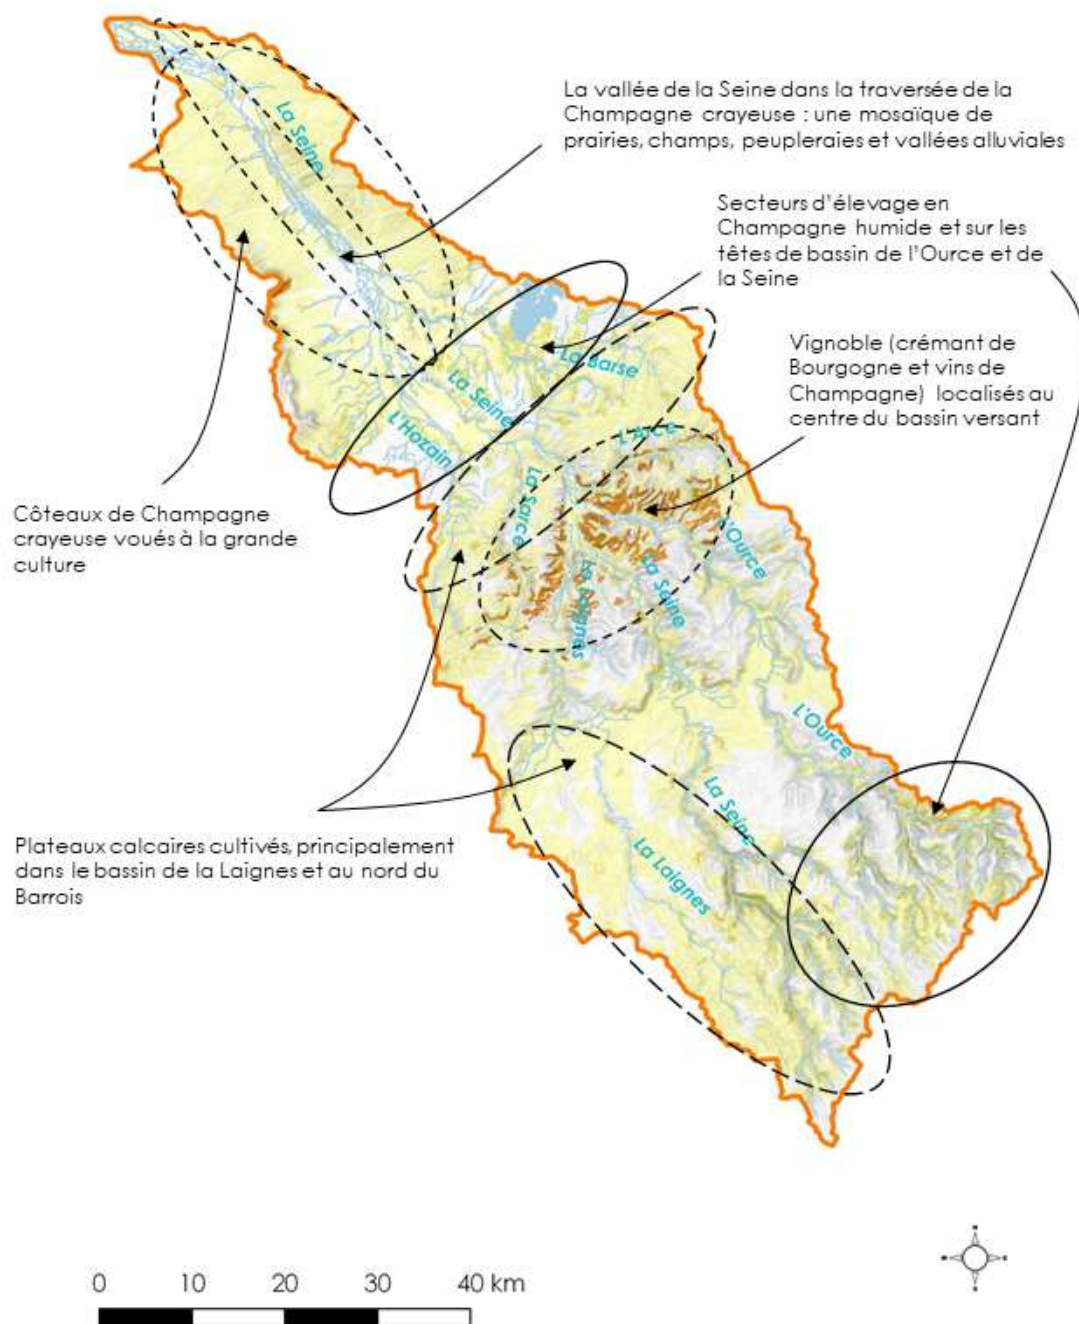 La vallée de la Seine dans la traversée de la
Champagne crayeuse : une mosaïque de
prairies, champs, peupleraies et vallées alluviales
La Seine
Secteurs d'élevage en
Champagne humide et sur les
têtes de bassin de l'Ource et de
la Seine
Vignoble (crémant de
Bourgogne et vins de
Champagne) localisés au
centre du bassin versant
La Barse
La Seine
L'Hozain
L'Arce
La Sarce
L'Ource
La Seine
La Laignes
Côteaux de Champagne
crayeuse voués à la grande
culture
L'Ource
La Seine
La Laignes
Plateaux calcaires cultivés, principalement
dans le bassin de la Laignes et au nord du
Barrois
0 10 20 30 40 km